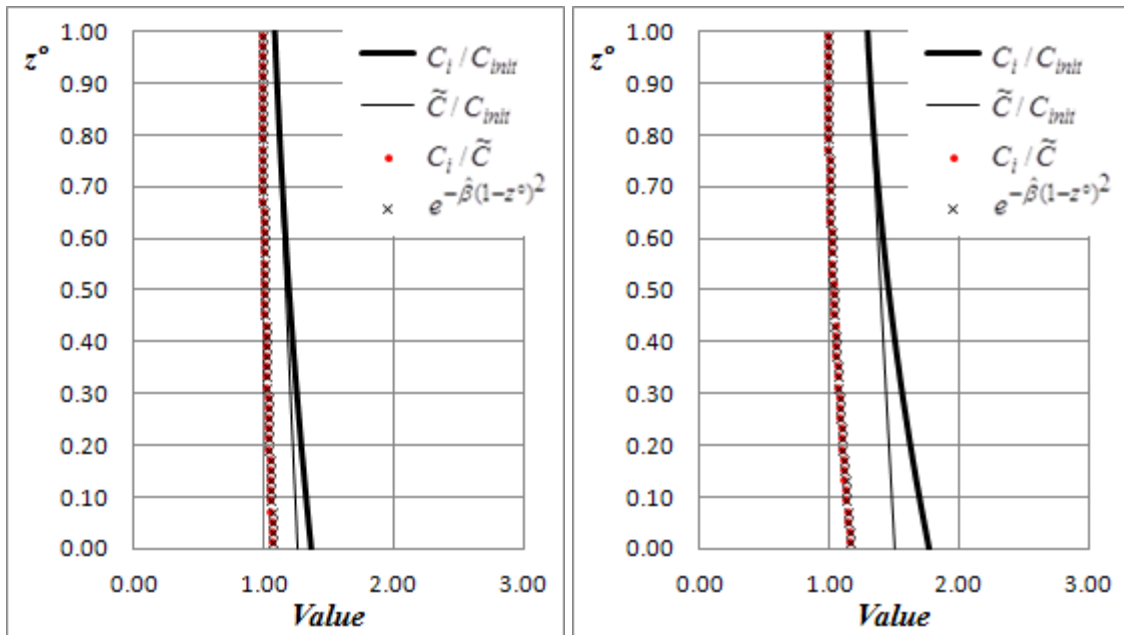 1.00
z°
0.90
0.80
0.70
0.60
0.50
0.40
0.30
0.20
0.10
0.00
0.00 1.00 2.00 3.00
Value
C_i / C_init
C̃ / C_init
C_i / C̃
e^{-β̂(1-z°)^2}
1.00
z°
0.90
0.80
0.70
0.60
0.50
0.40
0.30
0.20
0.10
0.00
0.00 1.00 2.00 3.00
Value
C_i / C_init
C̃ / C_init
C_i / C̃
e^{-β̂(1-z°)^2}